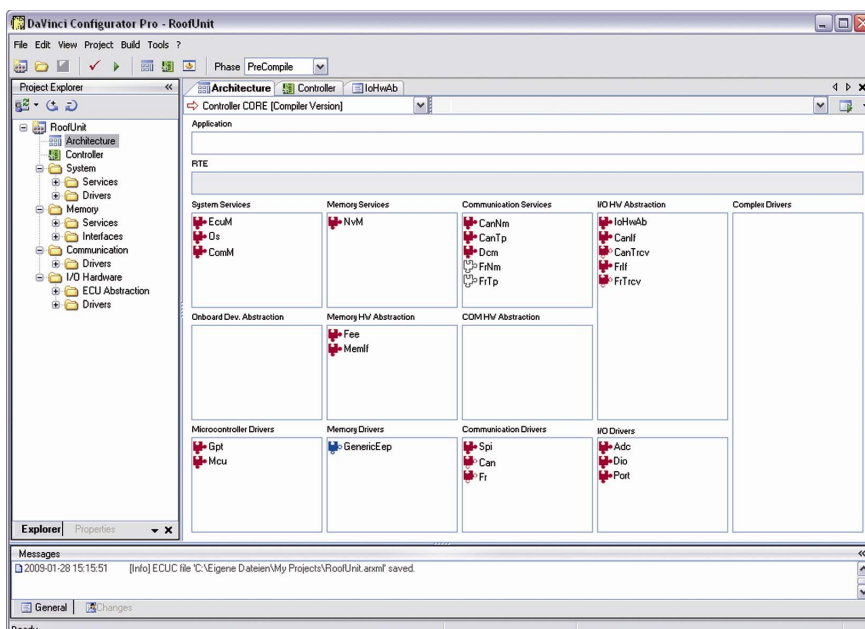 DaVinci Configurator Pro - RoofUnit
File Edit View Project Build Tools ?
Phase PreCompile
Project Explorer
Architecture Controller IoHwAb
Controller CORE [Compiler Version]
RoofUnit
Architecture
Controller
System
Services
Drivers
Memory
Services
Interfaces
Communication
Drivers
I/O Hardware
ECU Abstraction
Drivers
Application
RTE
System Services
EcuM
Os
ComM
Memory Services
NvM
Communication Services
CanNm
CanTp
Dcm
FrNm
FrTp
I/O HW Abstraction
IoHwAb
CanIf
CanTrcv
FrIf
FrTrcv
Complex Drivers
Onboard Dev. Abstraction
Memory HW Abstraction
Fee
MemIf
COM HW Abstraction
Microcontroller Drivers
Gpt
Mcu
Memory Drivers
GenericEep
Communication Drivers
Spi
Can
Fr
I/O Drivers
Adc
Dio
Port
Explorer Properties
Messages
2009-01-28 15:15:51 [Info] ECUC file 'C:\Eigene Dateien\My Projects\RoofUnit.arxml' saved.
General Changes
Ready